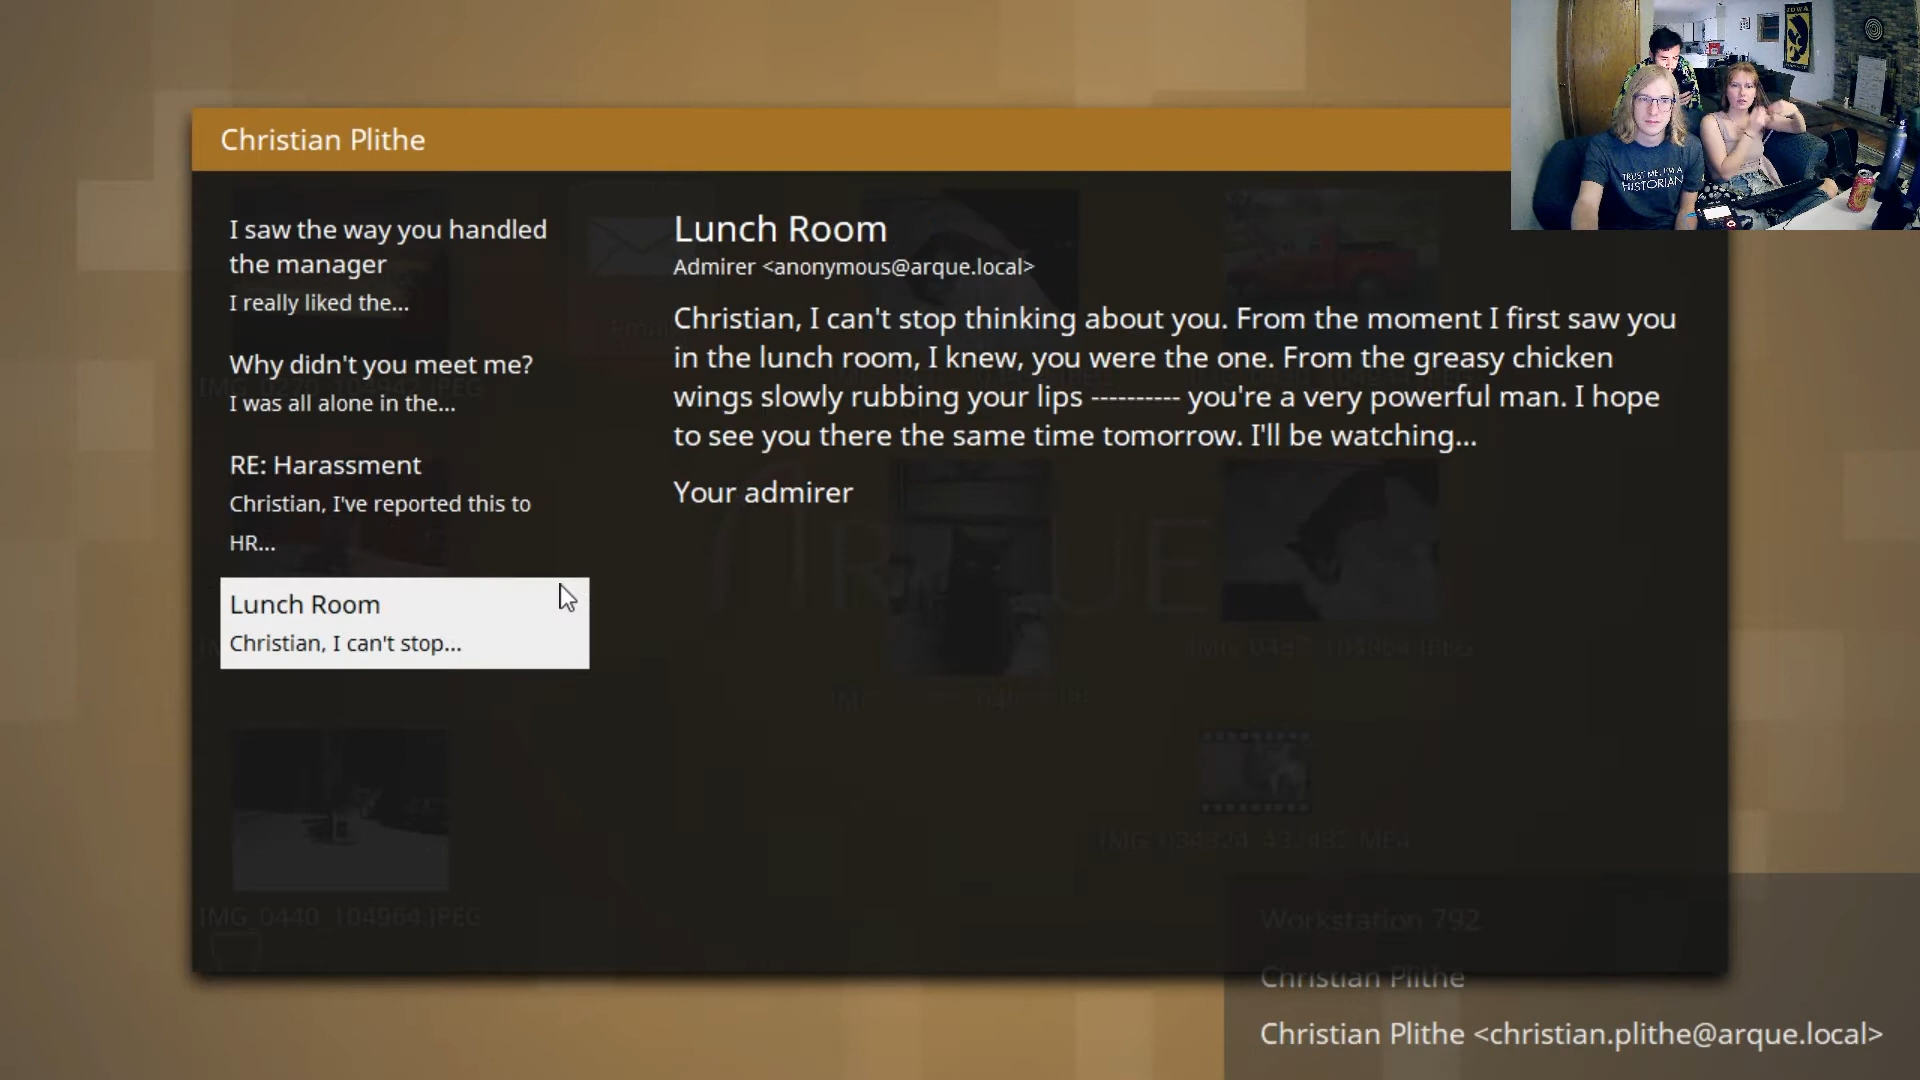 Christian Plithe
I saw the way you handled
the manager
I really liked the...
Why didn't you meet me?
I was all alone in the...
RE: Harassment
Christian, I've reported this to
HR...
Lunch Room
Christian, I can't stop...
Lunch Room
Admirer <anonymous@arque.local>
Christian, I can't stop thinking about you. From the moment I first saw you
in the lunch room, I knew, you were the one. From the greasy chicken
wings slowly rubbing your lips ---------- you're a very powerful man. I hope
to see you there the same time tomorrow. I'll be watching...
Your admirer
IMG_0440_104964.JPEG
Workstation 792
Christian Plithe
Christian Plithe <christian.plithe@arque.local>
TRUST ME, I'M A
HISTORIAN
IOWA